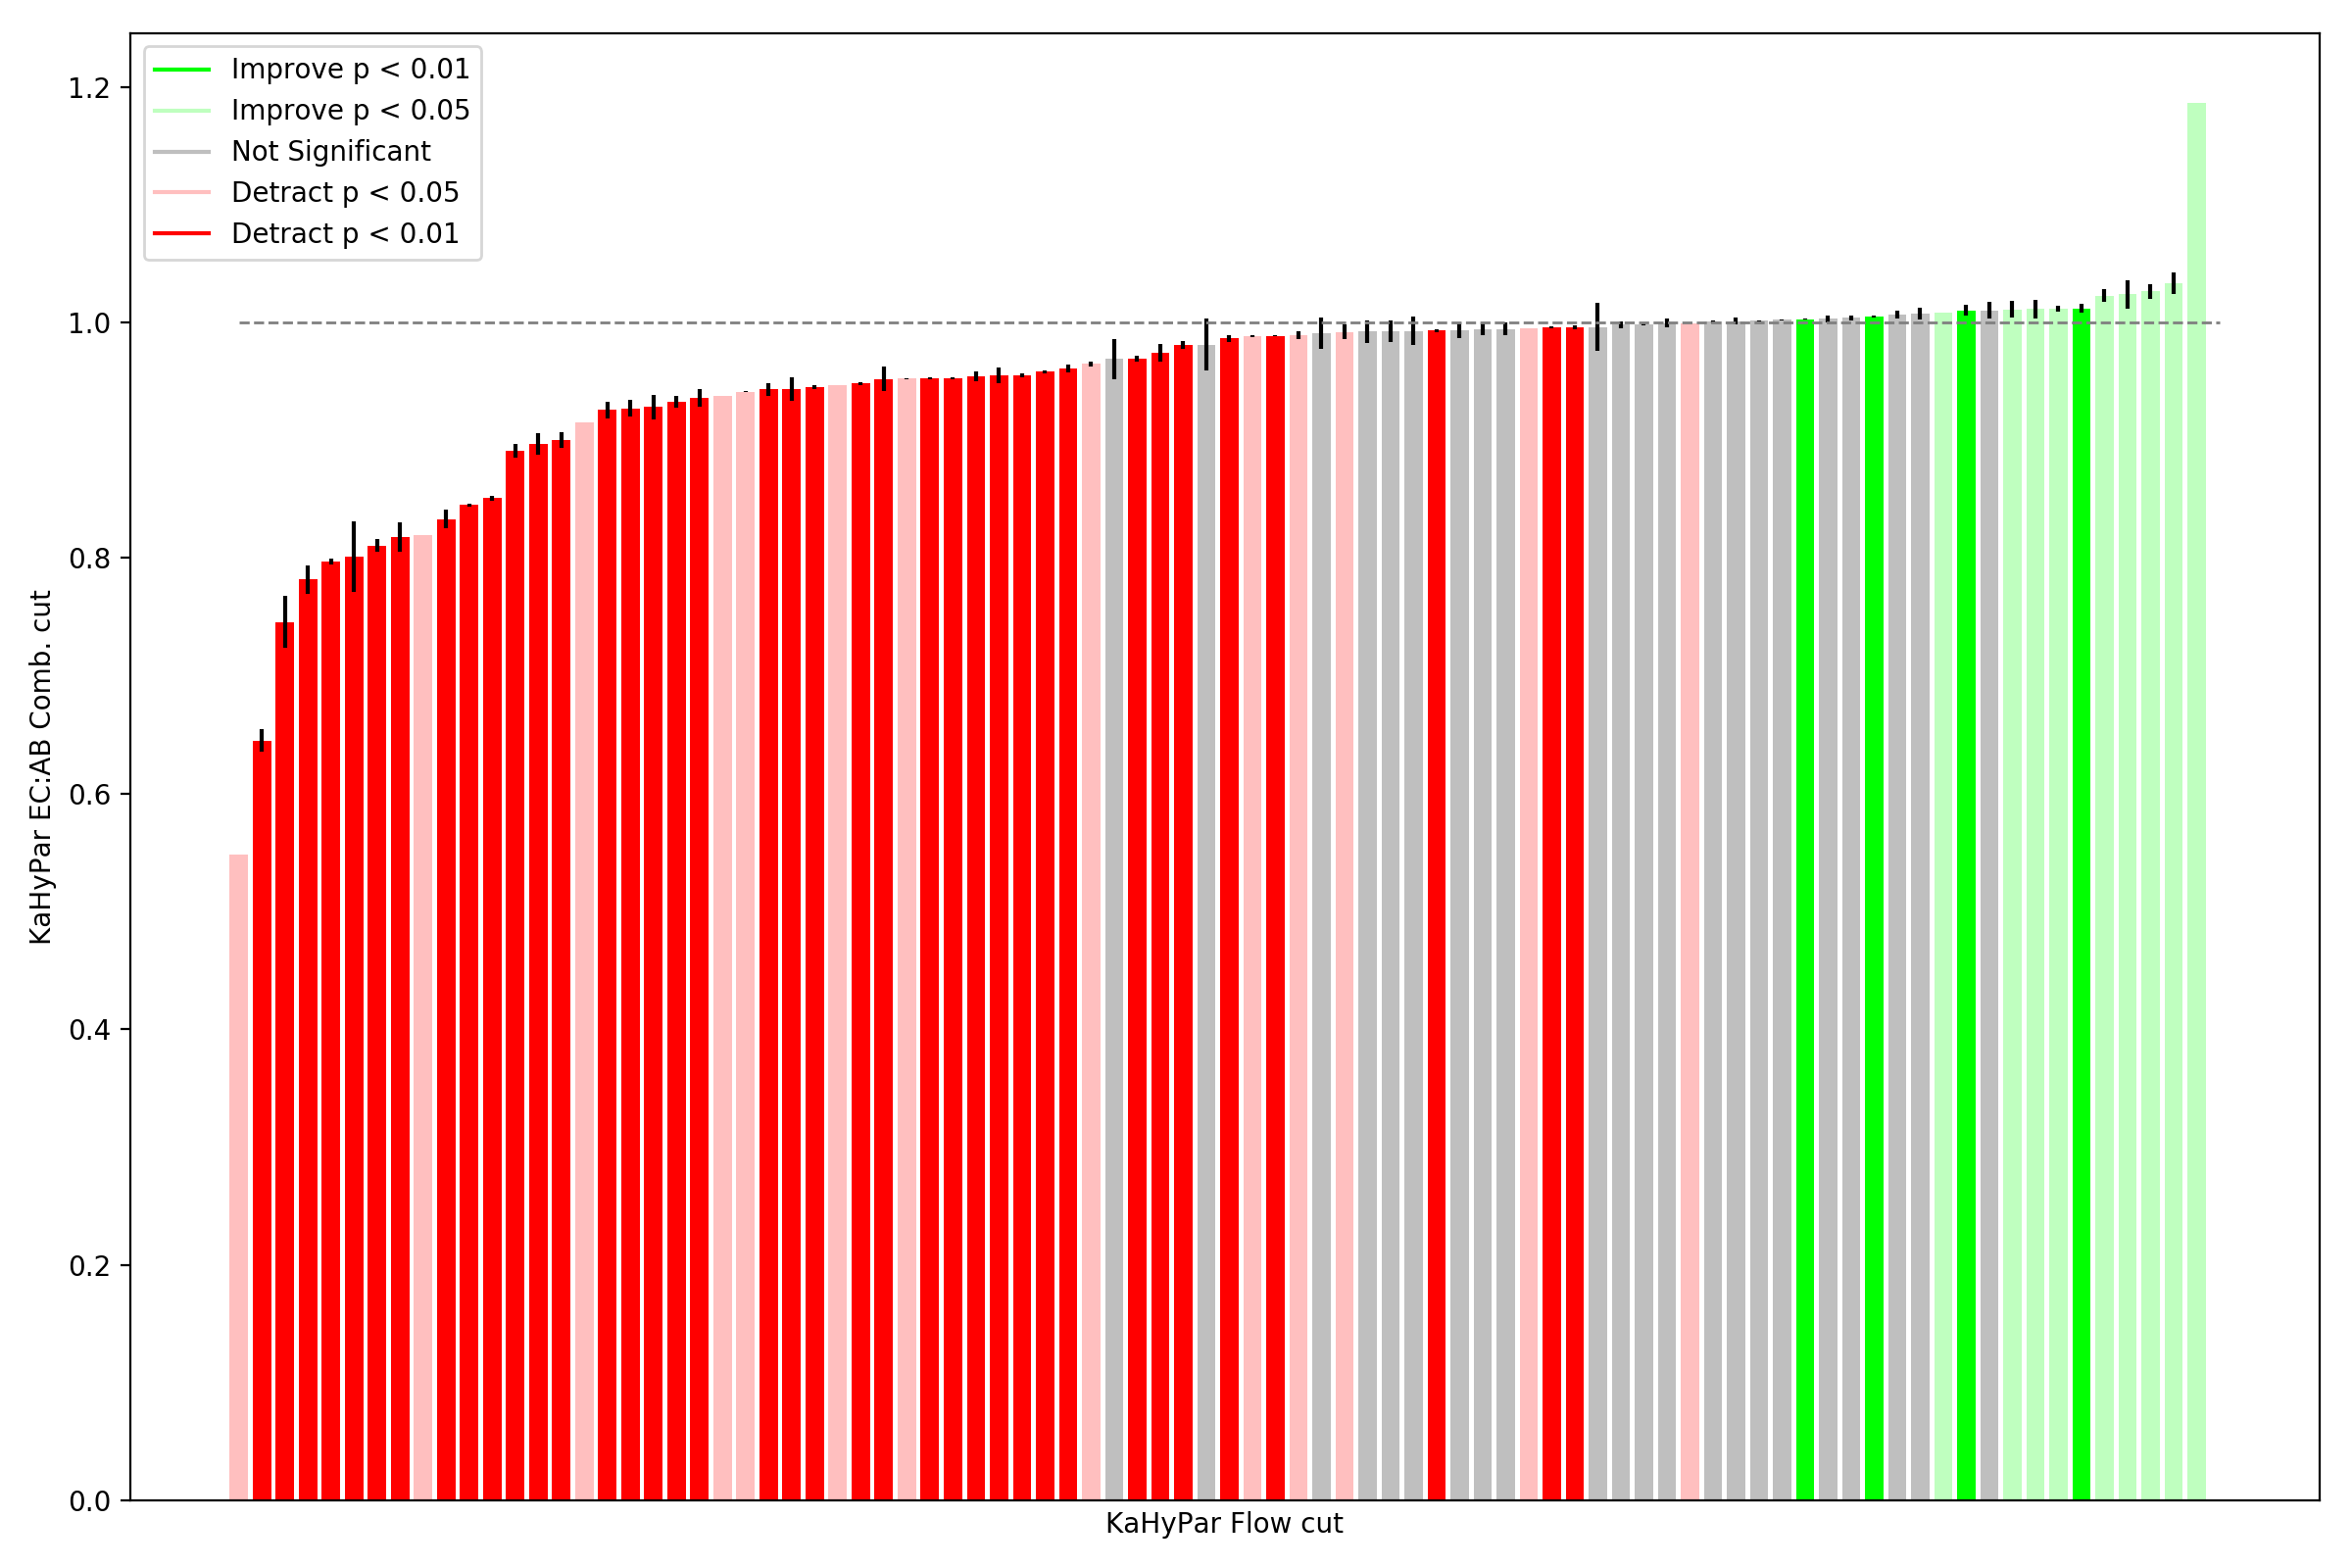 Improve p < 0.01
Improve p < 0.05
Not Significant
Detract p < 0.05
Detract p < 0.01
1.2
1.0
0.8
0.6
0.4
0.2
0.0
KaHyPar EC:AB Comb. cut
KaHyPar Flow cut